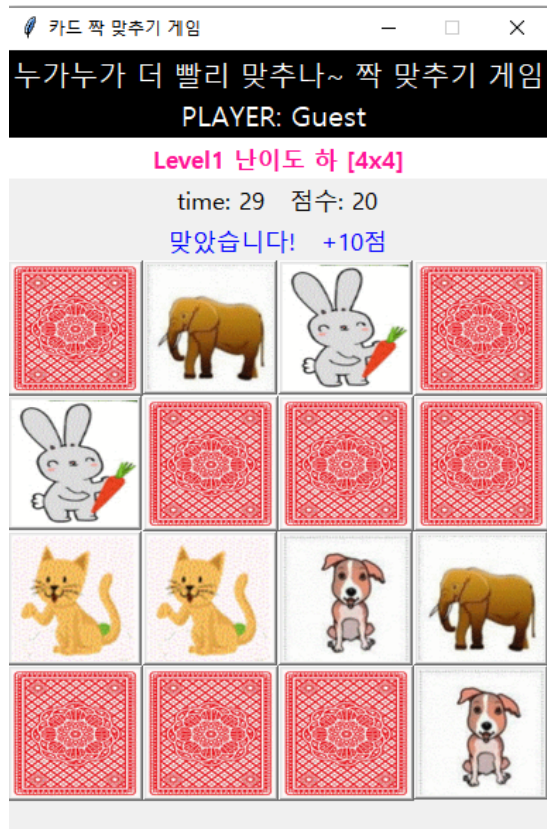 카드 짝 맞추기 게임
누가누가 더 빨리 맞추나~ 짝 맞추기 게임
PLAYER: Guest
Level1 난이도 하 [4x4]
time: 29 점수: 20
맞았습니다! +10점